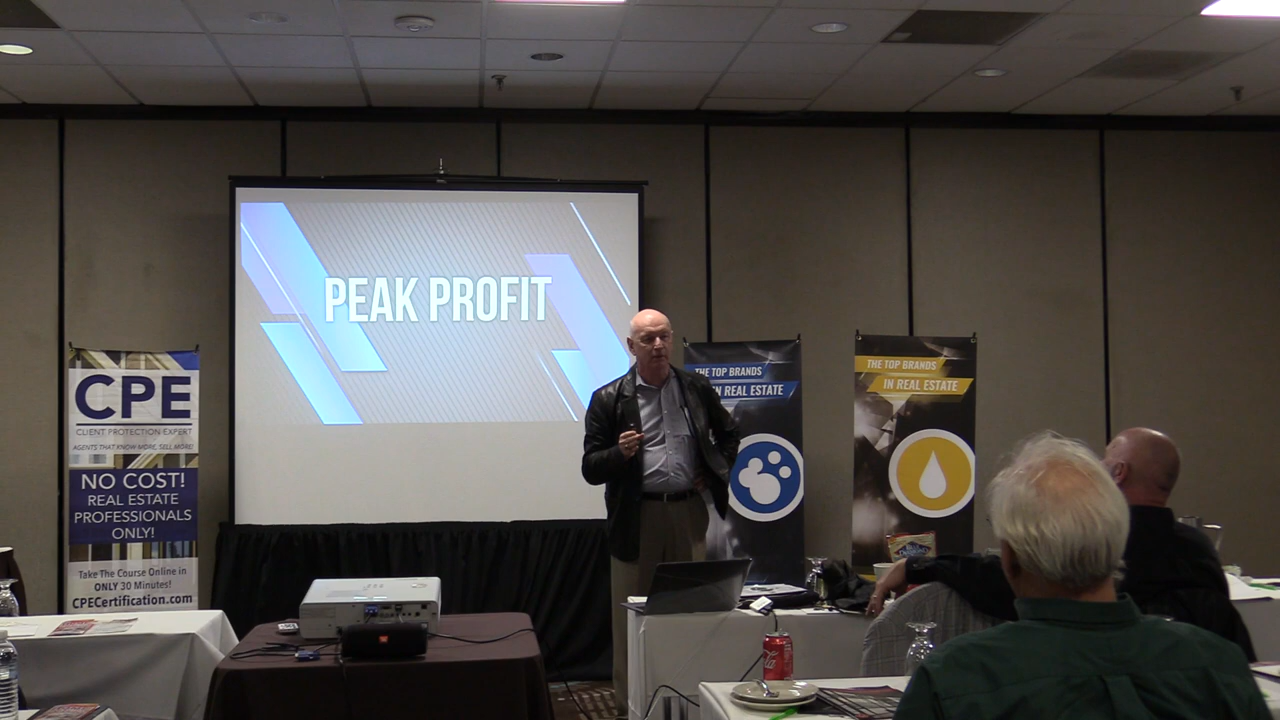 PEAK PROFIT
CPE
CLIENT PROTECTION EXPERT
AGENTS THAT KNOW MORE, SELL MORE!
NO COST!
REAL ESTATE
PROFESSIONALS
ONLY!
Take The Course Online in
ONLY 30 Minutes!
CPECertification.com
THE TOP BRANDS
IN REAL ESTATE
THE TOP BRANDS
IN REAL ESTATE
JBL